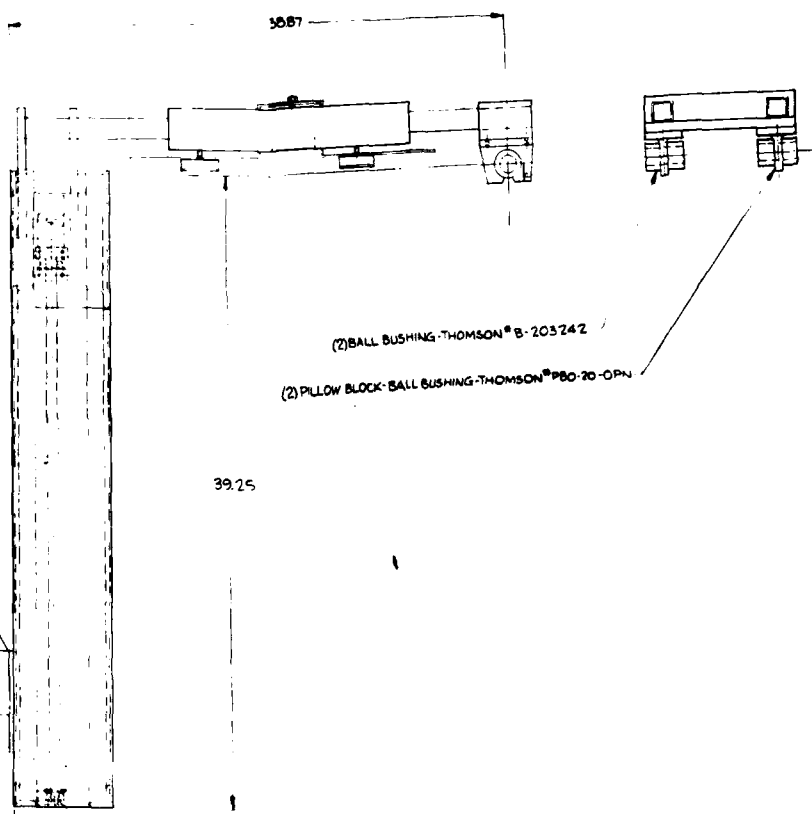 38.87
(2) BALL BUSHING-THOMSON # B-203242
(2) PILLOW BLOCK-BALL BUSHING-THOMSON # PBO-20-OPN
39.25